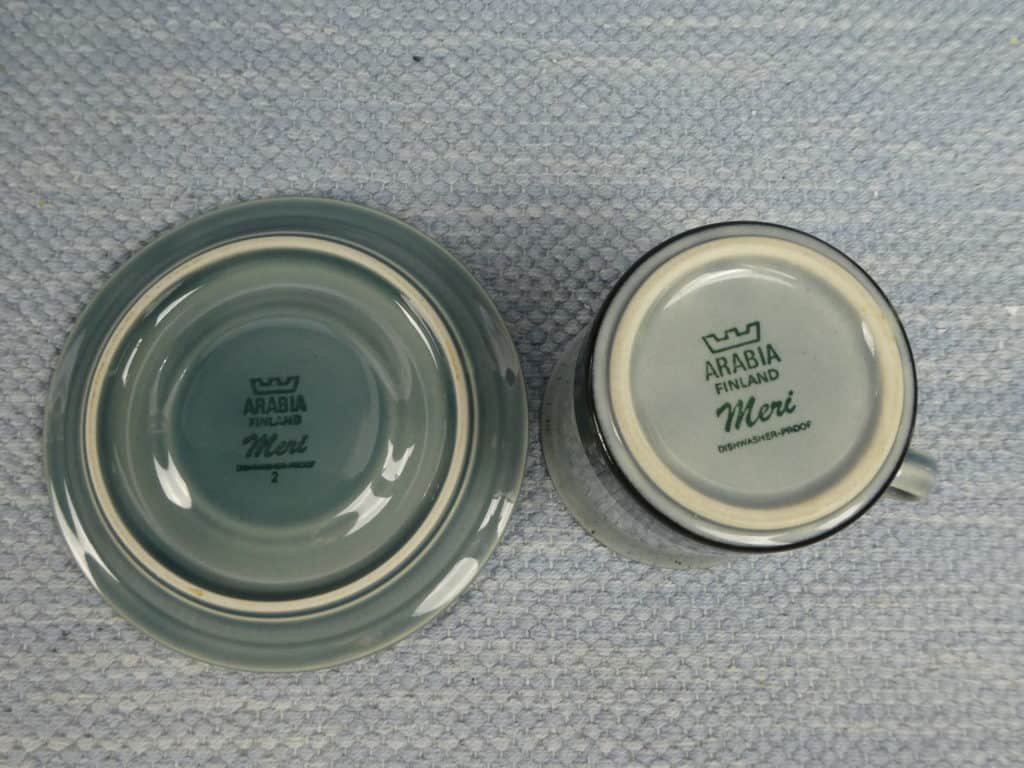 ARABIA
FINLAND
Meri
DISHWASHER-PROOF
2
ARABIA
FINLAND
Meri
DISHWASHER-PROOF